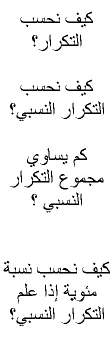 كيف نحسب
التكرار؟
كيف نحسب
التكرار النسبي؟
كم يساوي
مجموع التكرار
النسبي ؟
كيف نحسب نسبة
مئوية إذا علم
التكرار النسبي؟